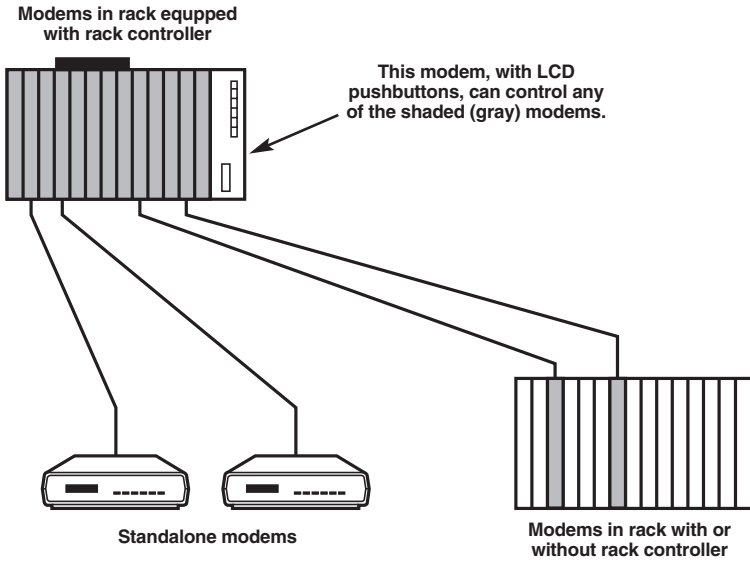 Modems in rack equpped
with rack controller
This modem, with LCD
pushbuttons, can control any
of the shaded (gray) modems.
Standalone modems
Modems in rack with or
without rack controller